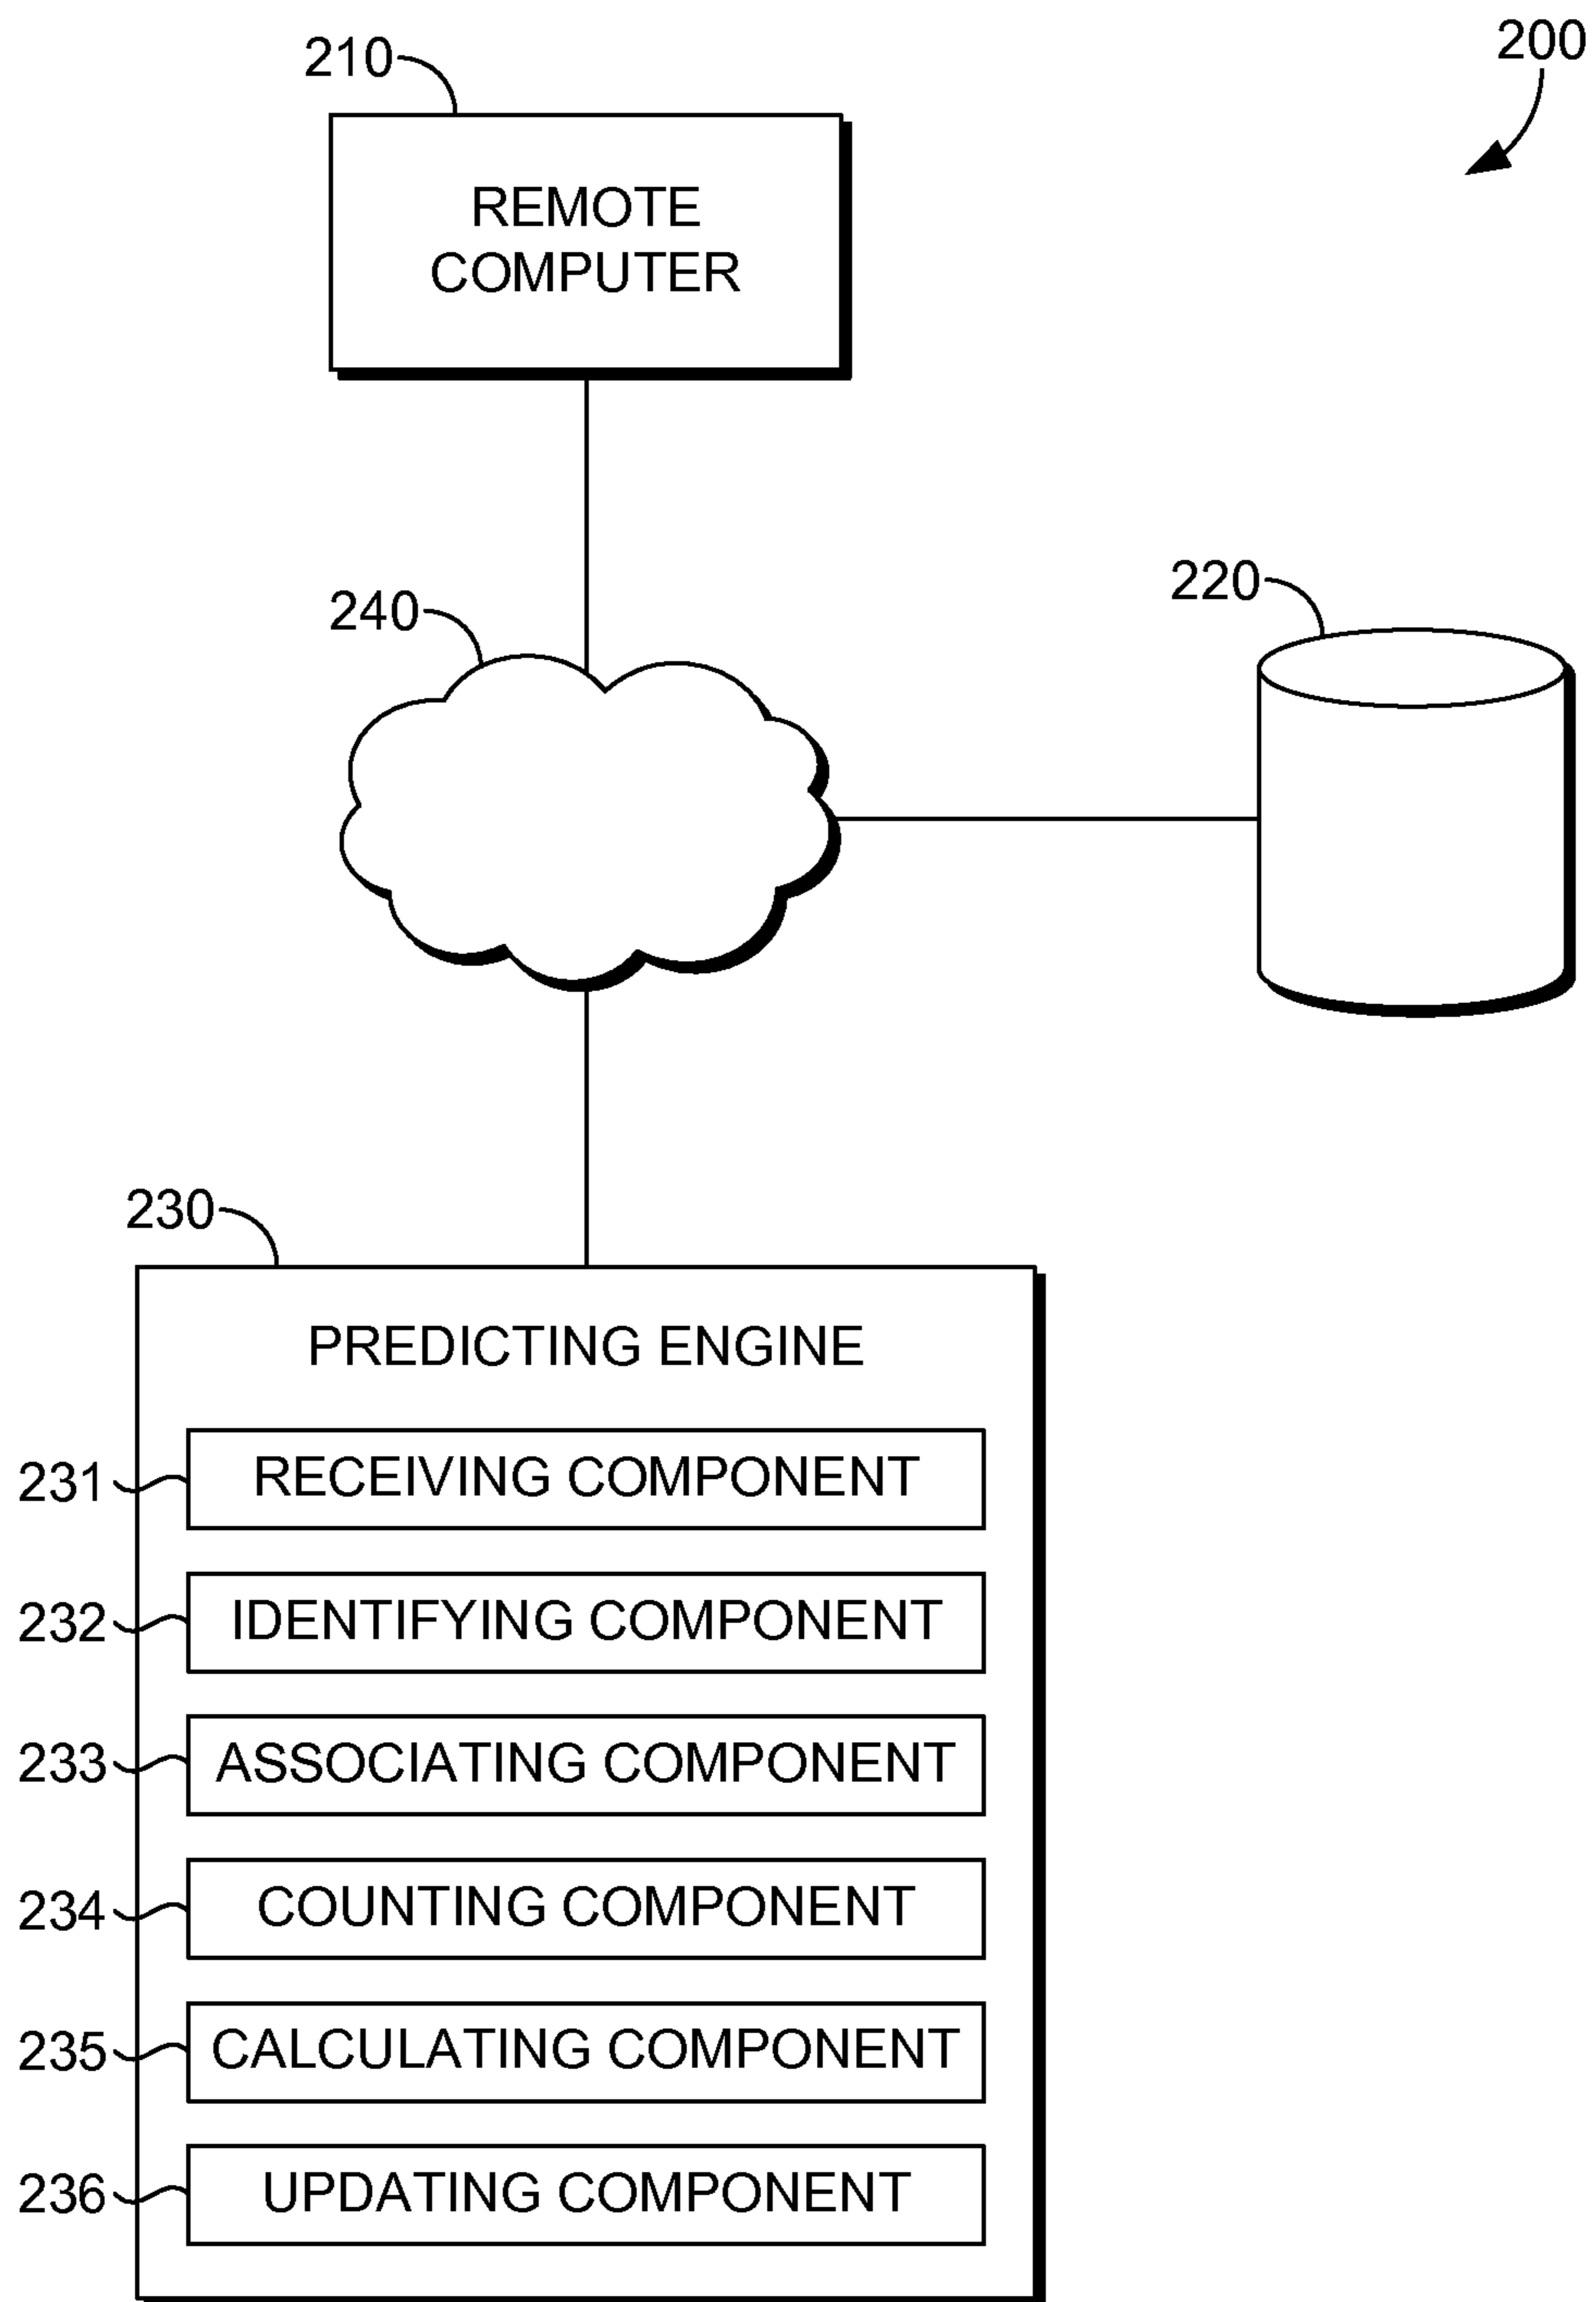 200
210
REMOTE
COMPUTER
240
220
230
PREDICTING ENGINE
231 RECEIVING COMPONENT
232 IDENTIFYING COMPONENT
233 ASSOCIATING COMPONENT
234 COUNTING COMPONENT
235 CALCULATING COMPONENT
236 UPDATING COMPONENT